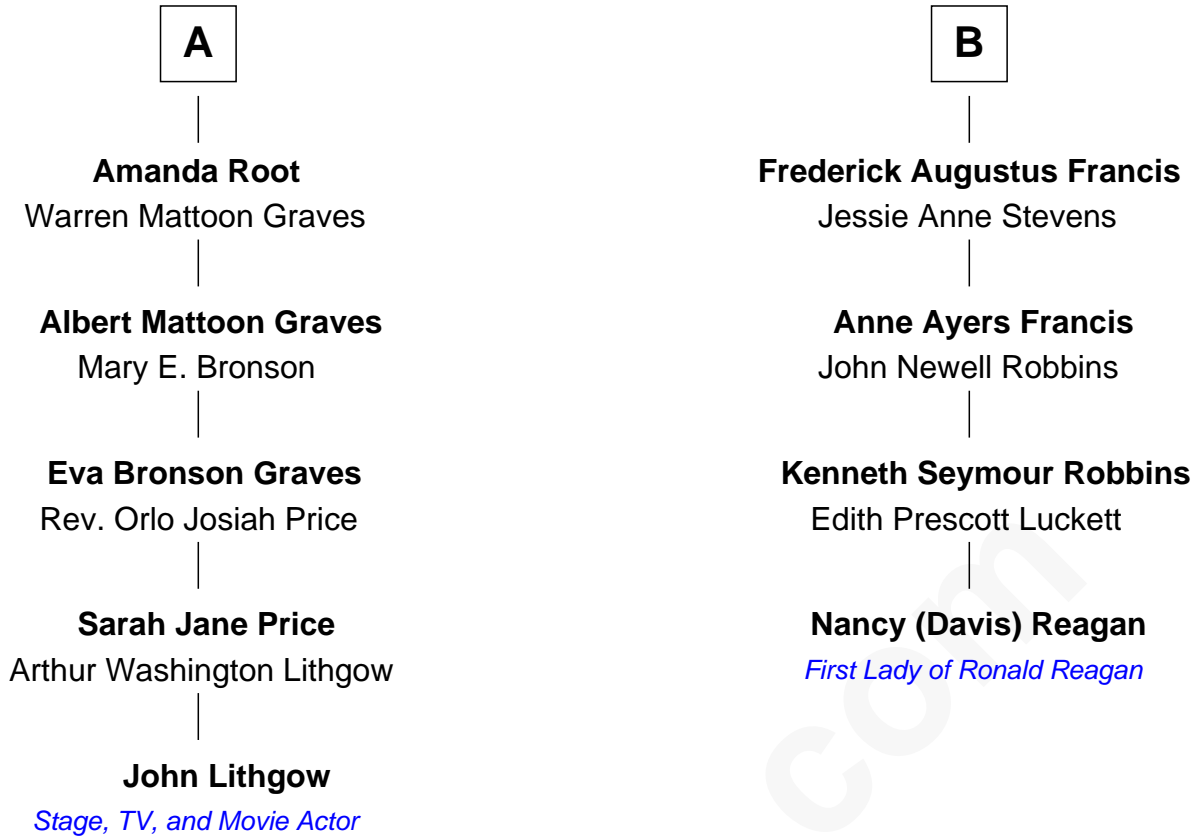 A
Amanda Root
Warren Mattoon Graves
Albert Mattoon Graves
Mary E. Bronson
Eva Bronson Graves
Rev. Orlo Josiah Price
Sarah Jane Price
Arthur Washington Lithgow
John Lithgow
Stage, TV, and Movie Actor
B
Frederick Augustus Francis
Jessie Anne Stevens
Anne Ayers Francis
John Newell Robbins
Kenneth Seymour Robbins
Edith Prescott Luckett
Nancy (Davis) Reagan
First Lady of Ronald Reagan
com